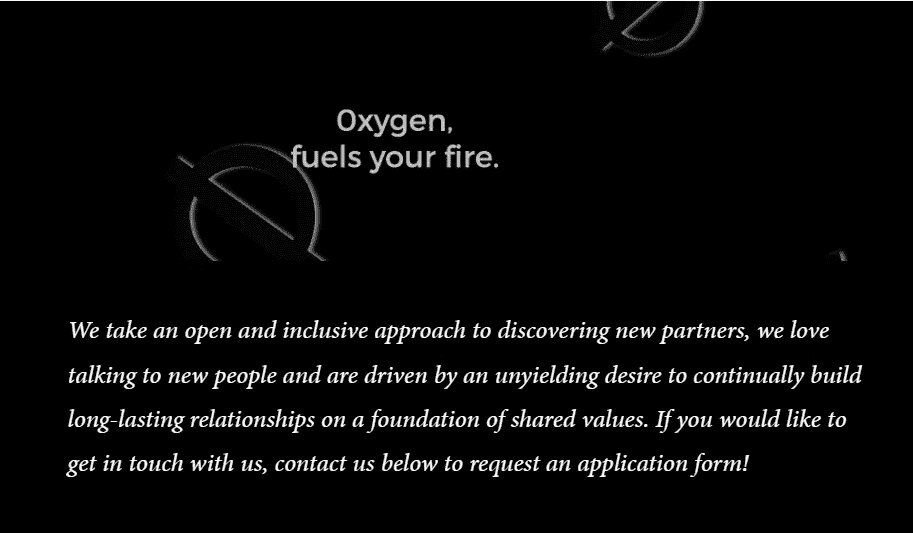 Oxygen,
fuels your fire.
We take an open and inclusive approach to discovering new partners, we love
talking to new people and are driven by an unyielding desire to continually build
long-lasting relationships on a foundation of shared values. If you would like to
get in touch with us, contact us below to request an application form!